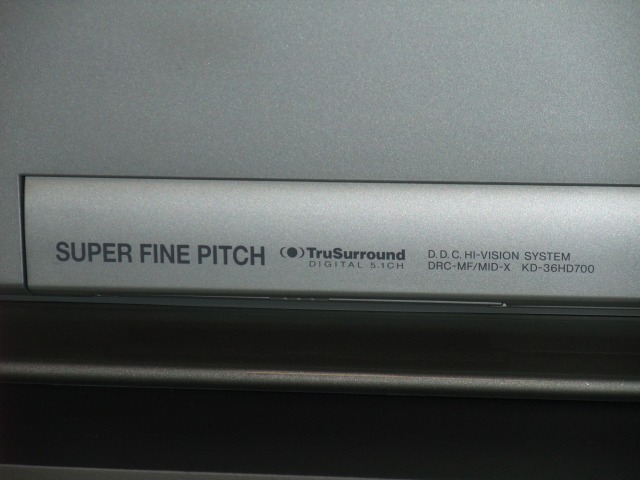 SUPER FINE PITCH
TruSurround
DIGITAL 5.1CH
D.D.C. HI-VISION SYSTEM
DRC-MF/MID-X KD-36HD700